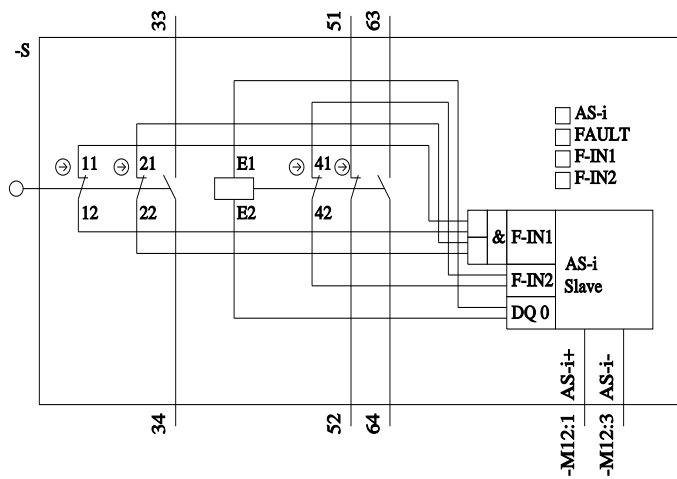 33
51
63
-S
AS-i
FAULT
F-IN1
F-IN2
11
21
E1
41
12
22
E2
42
& F-IN1
AS-i
Slave
F-IN2
DQ 0
34
52
64
-M12:1 AS-i+
-M12:3 AS-i-